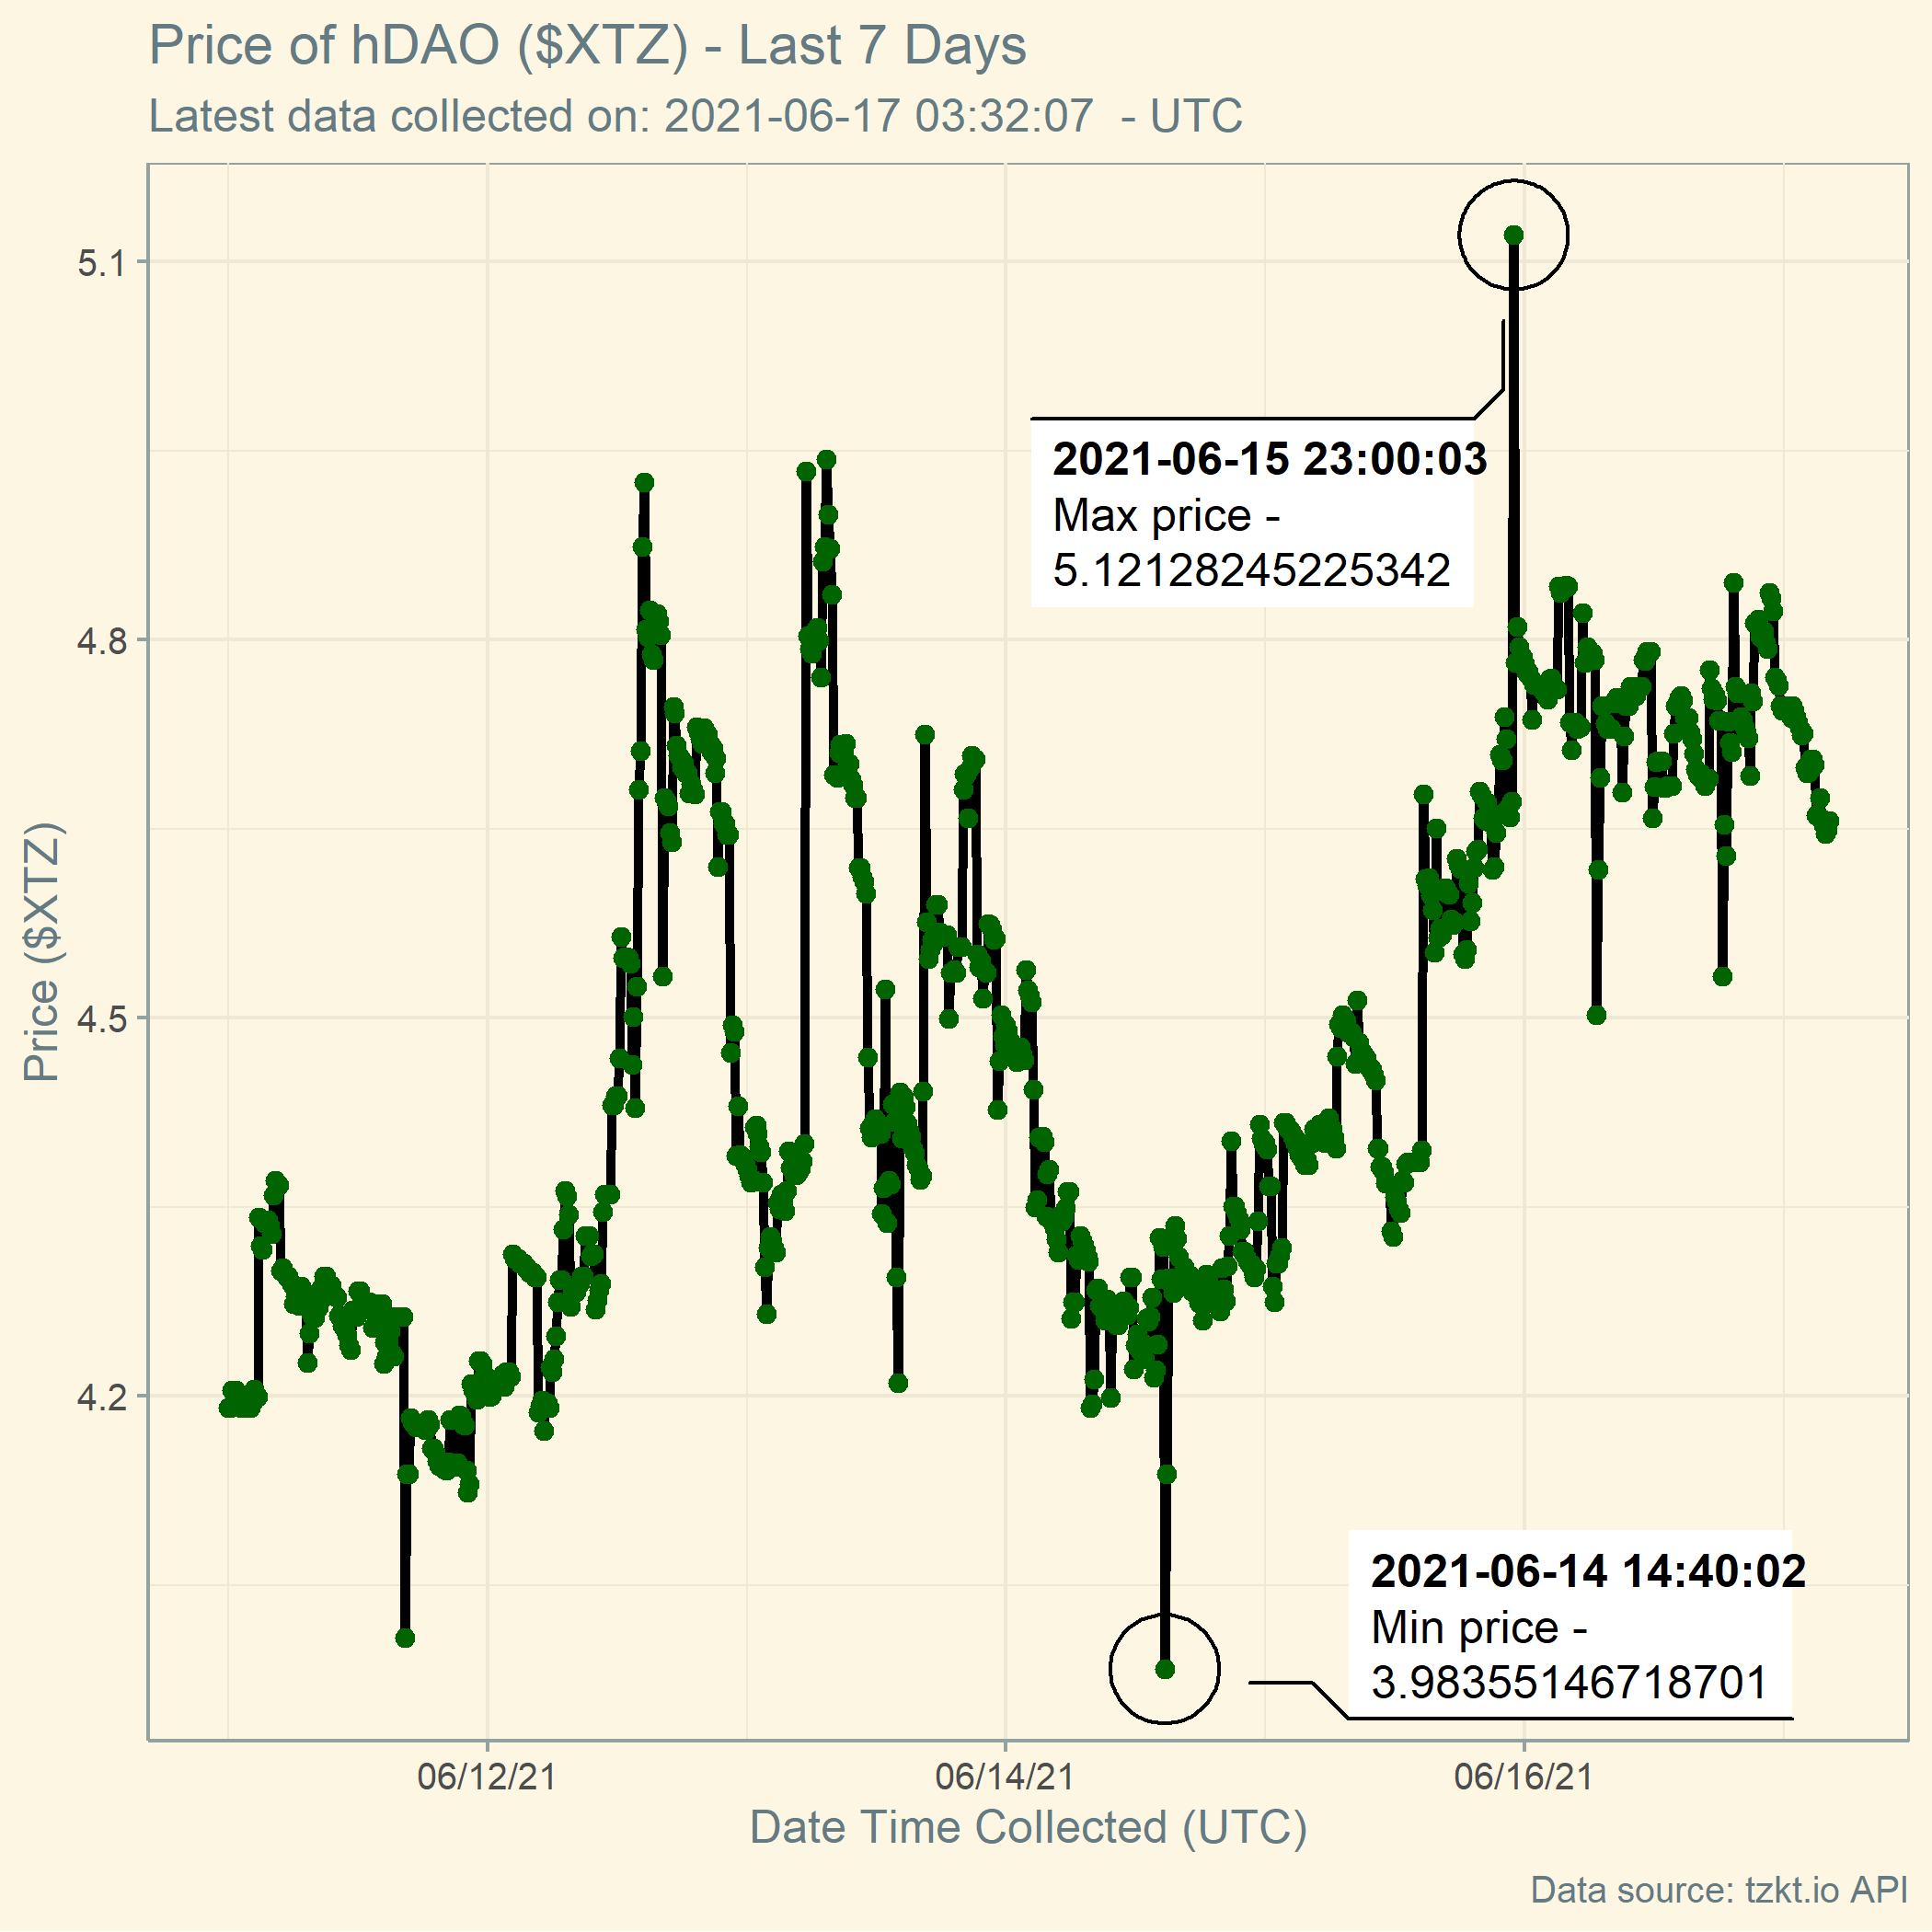 Price of hDAO ($XTZ) - Last 7 Days
Latest data collected on: 2021-06-17 03:32:07  - UTC
5.1
4.8
4.5
4.2
Price ($XTZ)
2021-06-15 23:00:03
Max price -
5.12128245225342
2021-06-14 14:40:02
Min price -
3.98355146718701
06/12/21
06/14/21
06/16/21
Date Time Collected (UTC)
Data source: tzkt.io API